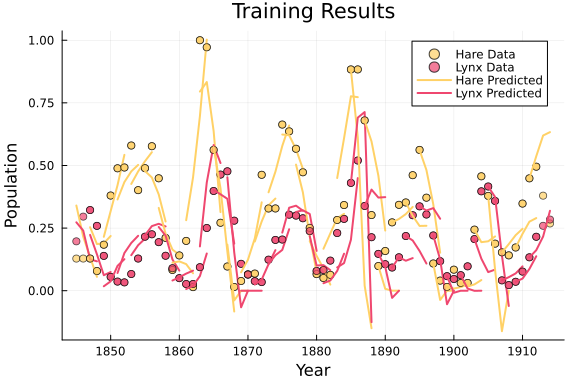 Training Results
Hare Data
Lynx Data
Hare Predicted
Lynx Predicted
Population
1.00
0.75
0.50
0.25
0.00
1850 1860 1870 1880 1890 1900 1910
Year